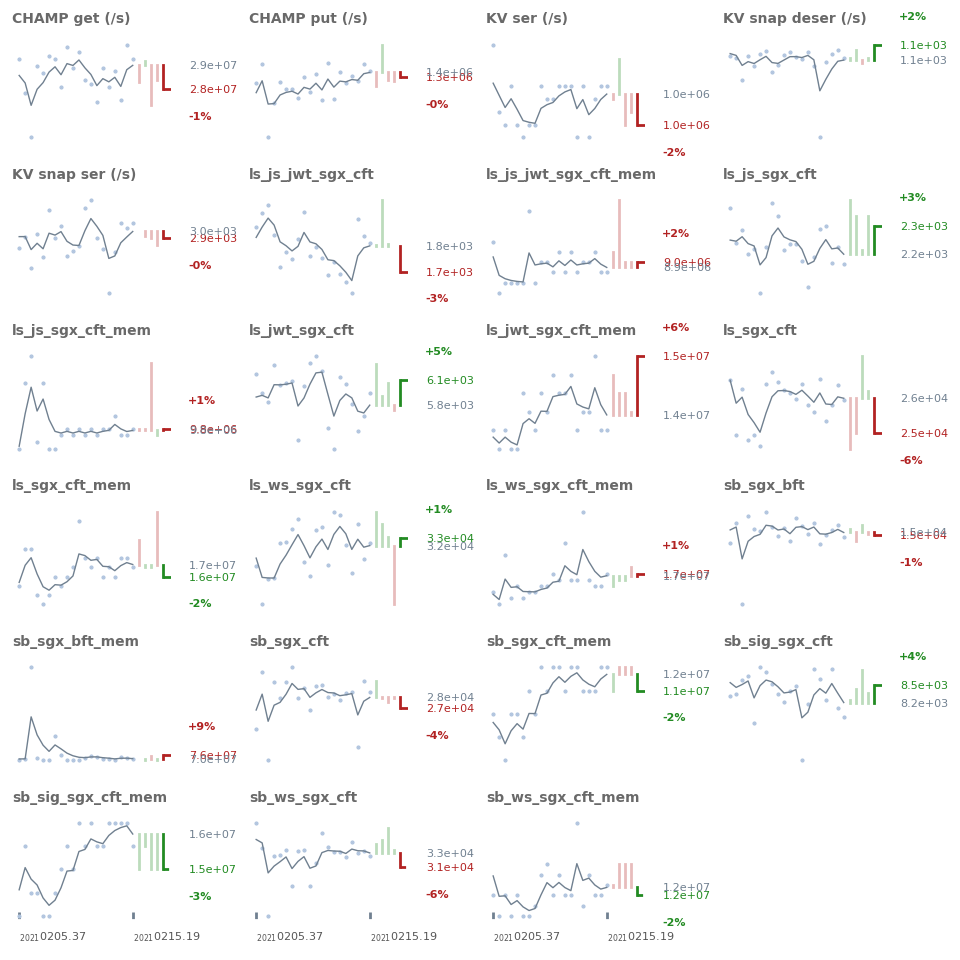 CHAMP get (/s)
2.9e+07
2.8e+07
-1%
CHAMP put (/s)
1.4e+06
1.3e+06
-0%
KV ser (/s)
1.0e+06
1.0e+06
-2%
KV snap deser (/s)
+2%
1.1e+03
1.1e+03
KV snap ser (/s)
3.0e+03
2.9e+03
-0%
ls_js_jwt_sgx_cft
1.8e+03
1.7e+03
-3%
ls_js_jwt_sgx_cft_mem
+2%
9.0e+06
8.9e+06
ls_js_sgx_cft
+3%
2.3e+03
2.2e+03
ls_js_sgx_cft_mem
+1%
9.8e+06
ls_jwt_sgx_cft
+5%
6.1e+03
5.8e+03
ls_jwt_sgx_cft_mem
+6%
1.5e+07
1.4e+07
ls_sgx_cft
2.6e+04
2.5e+04
-6%
ls_sgx_cft_mem
1.7e+07
1.6e+07
-2%
ls_ws_sgx_cft
+1%
3.3e+04
3.2e+04
ls_ws_sgx_cft_mem
+1%
1.7e+07
1.7e+07
sb_sgx_bft
1.5e+04
1.5e+04
-1%
sb_sgx_bft_mem
+9%
7.6e+07
7.0e+07
sb_sgx_cft
2.8e+04
2.7e+04
-4%
sb_sgx_cft_mem
1.2e+07
1.1e+07
-2%
sb_sig_sgx_cft
+4%
8.5e+03
8.2e+03
sb_sig_sgx_cft_mem
1.6e+07
1.5e+07
-3%
sb_ws_sgx_cft
3.3e+04
3.1e+04
-6%
sb_ws_sgx_cft_mem
1.2e+07
1.2e+07
-2%
20210205.37 20210215.19 20210205.37 20210215.19 20210205.37 20210215.19